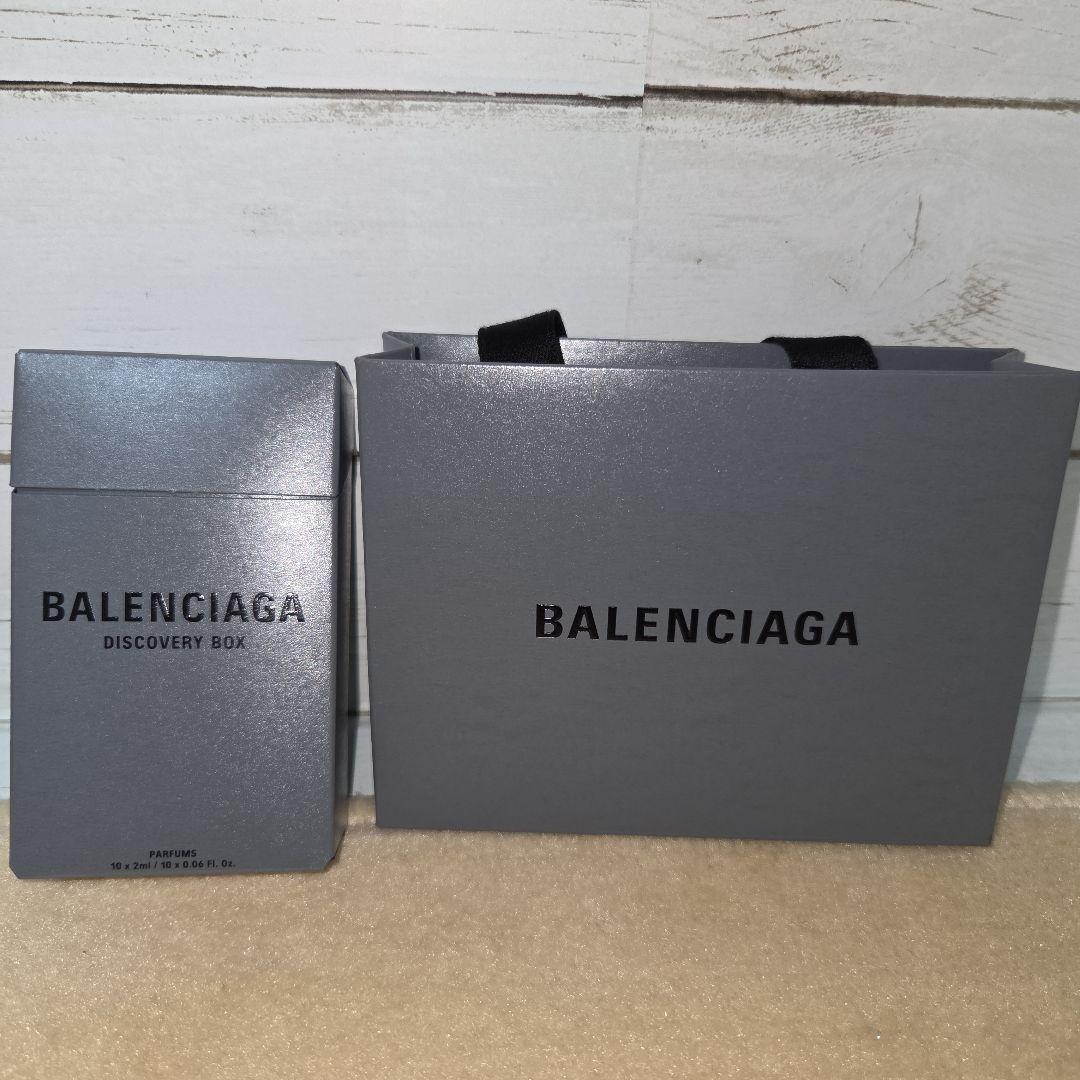 BALENCIAGA
DISCOVERY BOX
PARFUMS
10 x 2ml / 10 x 0.06 Fl. Oz.
BALENCIAGA